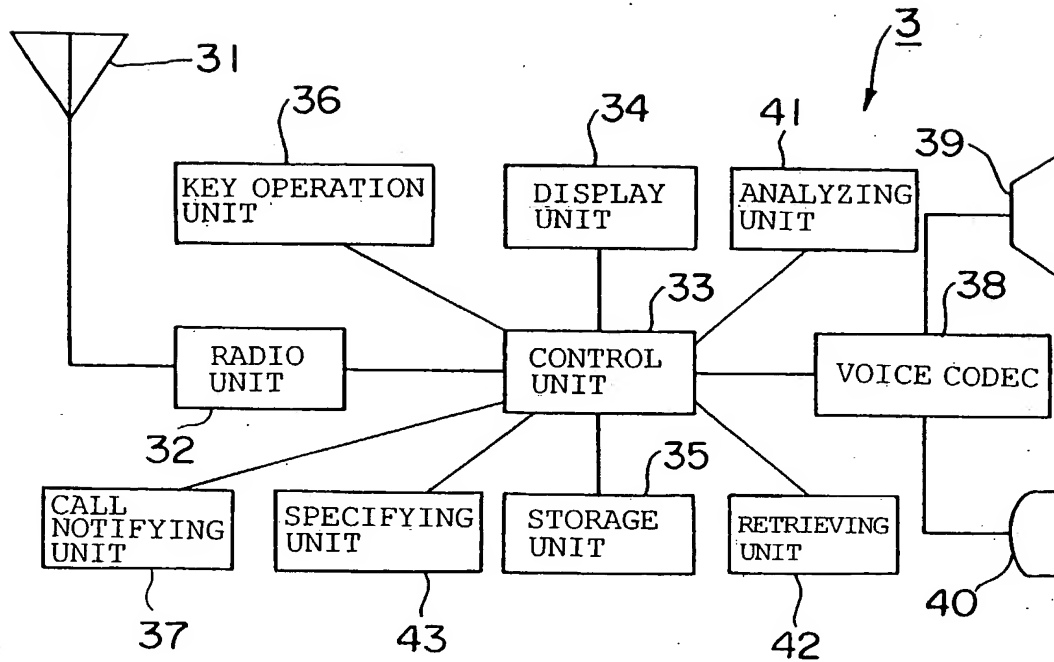 3
31
36
34
41
39
KEY OPERATION
UNIT
DISPLAY
UNIT
ANALYZING
UNIT
33
38
RADIO
UNIT
CONTROL
UNIT
VOICE CODEC
32
35
CALL
NOTIFYING
UNIT
SPECIFYING
UNIT
STORAGE
UNIT
RETRIEVING
UNIT
37
43
42
40